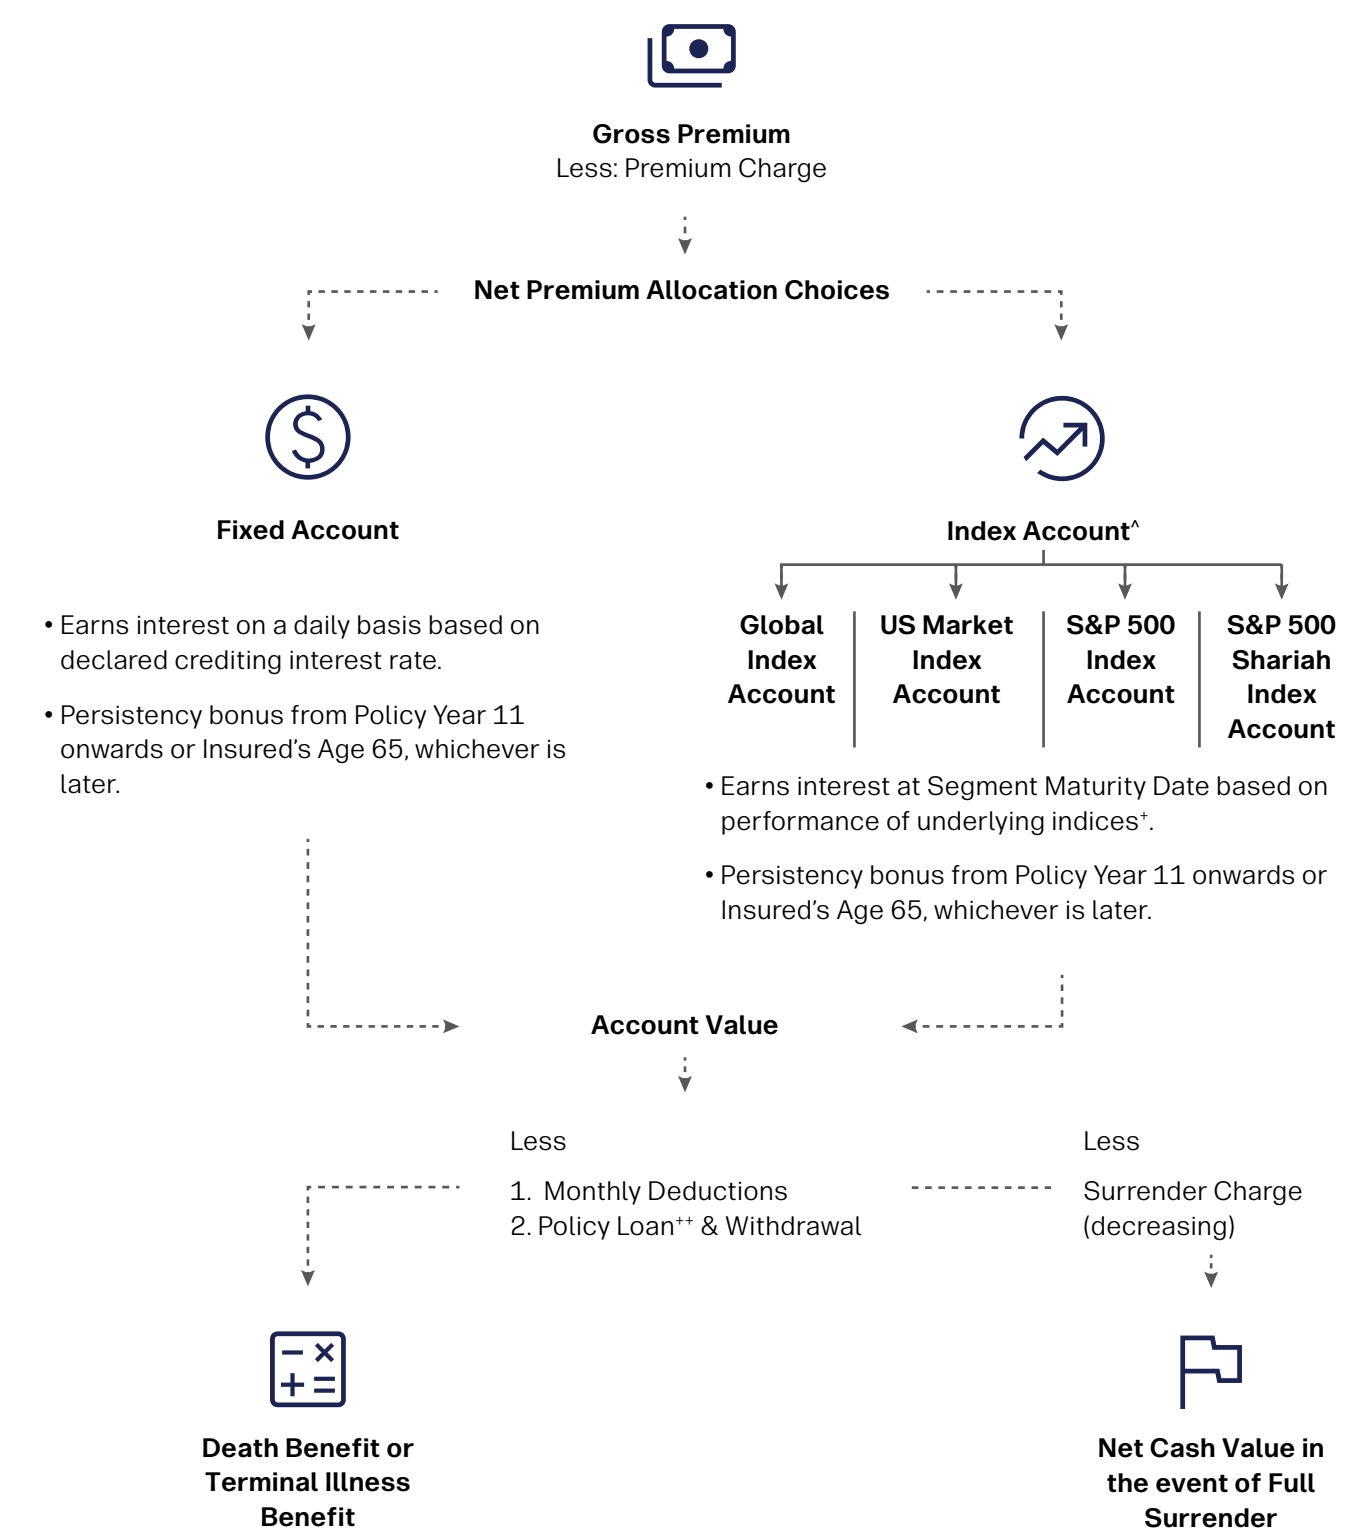 Gross Premium
Less: Premium Charge
Net Premium Allocation Choices
Fixed Account
• Earns interest on a daily basis based on
declared crediting interest rate.
• Persistency bonus from Policy Year 11
onwards or Insured’s Age 65, whichever is
later.
Index Account^
Global
Index
Account
US Market
Index
Account
S&P 500
Index
Account
S&P 500
Shariah
Index
Account
• Earns interest at Segment Maturity Date based on
performance of underlying indices⁺.
• Persistency bonus from Policy Year 11 onwards or
Insured’s Age 65, whichever is later.
Account Value
Less
1. Monthly Deductions
2. Policy Loan⁺⁺ & Withdrawal
Less
Surrender Charge
(decreasing)
Death Benefit or
Terminal Illness
Benefit
Net Cash Value in
the event of Full
Surrender